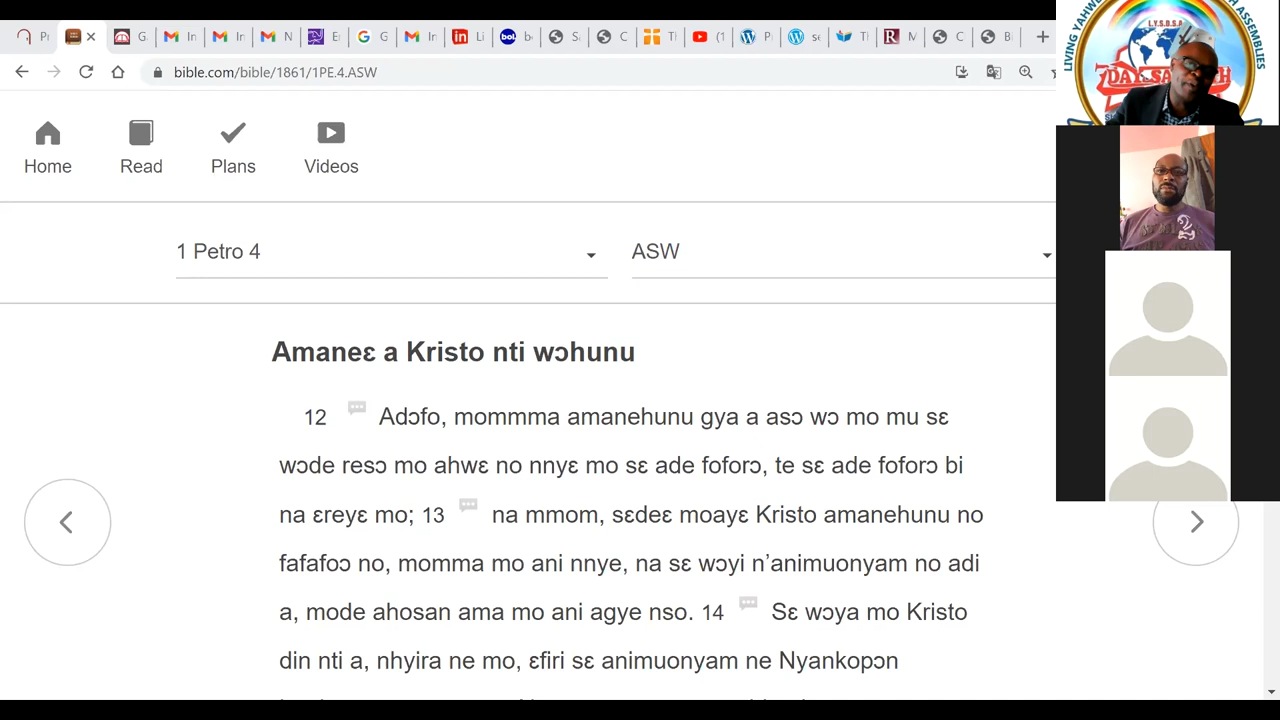 bible.com/bible/1861/1PE.4.ASW
Home
Read
Plans
Videos
1 Petro 4
ASW
Amaneɛ a Kristo nti wɔhunu
12 Adɔfo, mommma amanehunu gya a asɔ wɔ mo mu sɛ
wɔde resɔ mo ahwɛ no nnyɛ mo sɛ ade foforɔ, te sɛ ade foforɔ bi
na ɛreyɛ mo; 13 na mmom, sɛdeɛ moayɛ Kristo amanehunu no
fafafoɔ no, momma mo ani nnye, na sɛ wɔyi n’animuonyam no adi
a, mode ahosan ama mo ani agye nso. 14 Sɛ wɔya mo Kristo
din nti a, nhyira ne mo, ɛfiri sɛ animuonyam ne Nyankopɔn
LIVING YAHWE
ASSEMBLIES
L.Y.S.D.S.A
7DAY